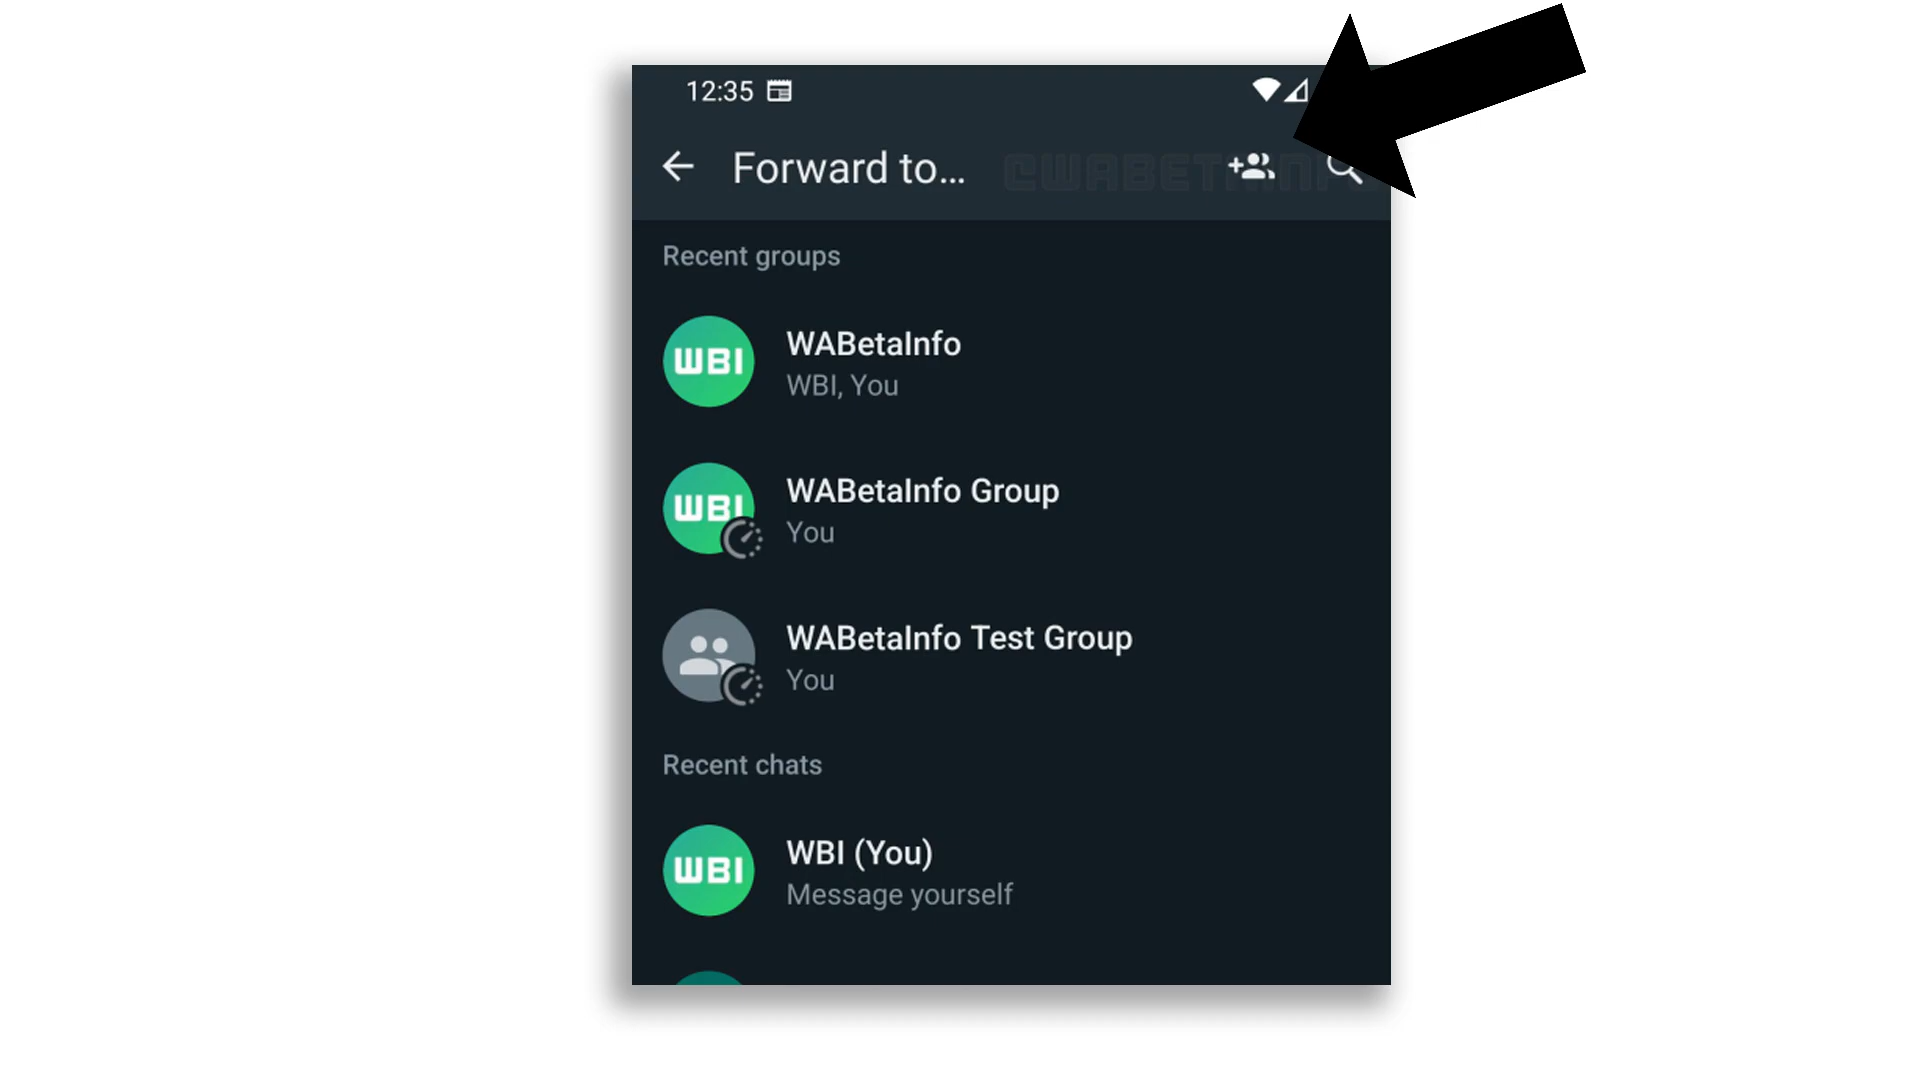 12:35
Forward to...
Recent groups
WBI
WABetaInfo
WBI, You
WBI
WABetaInfo Group
You
WABetaInfo Test Group
You
Recent chats
WBI
WBI (You)
Message yourself